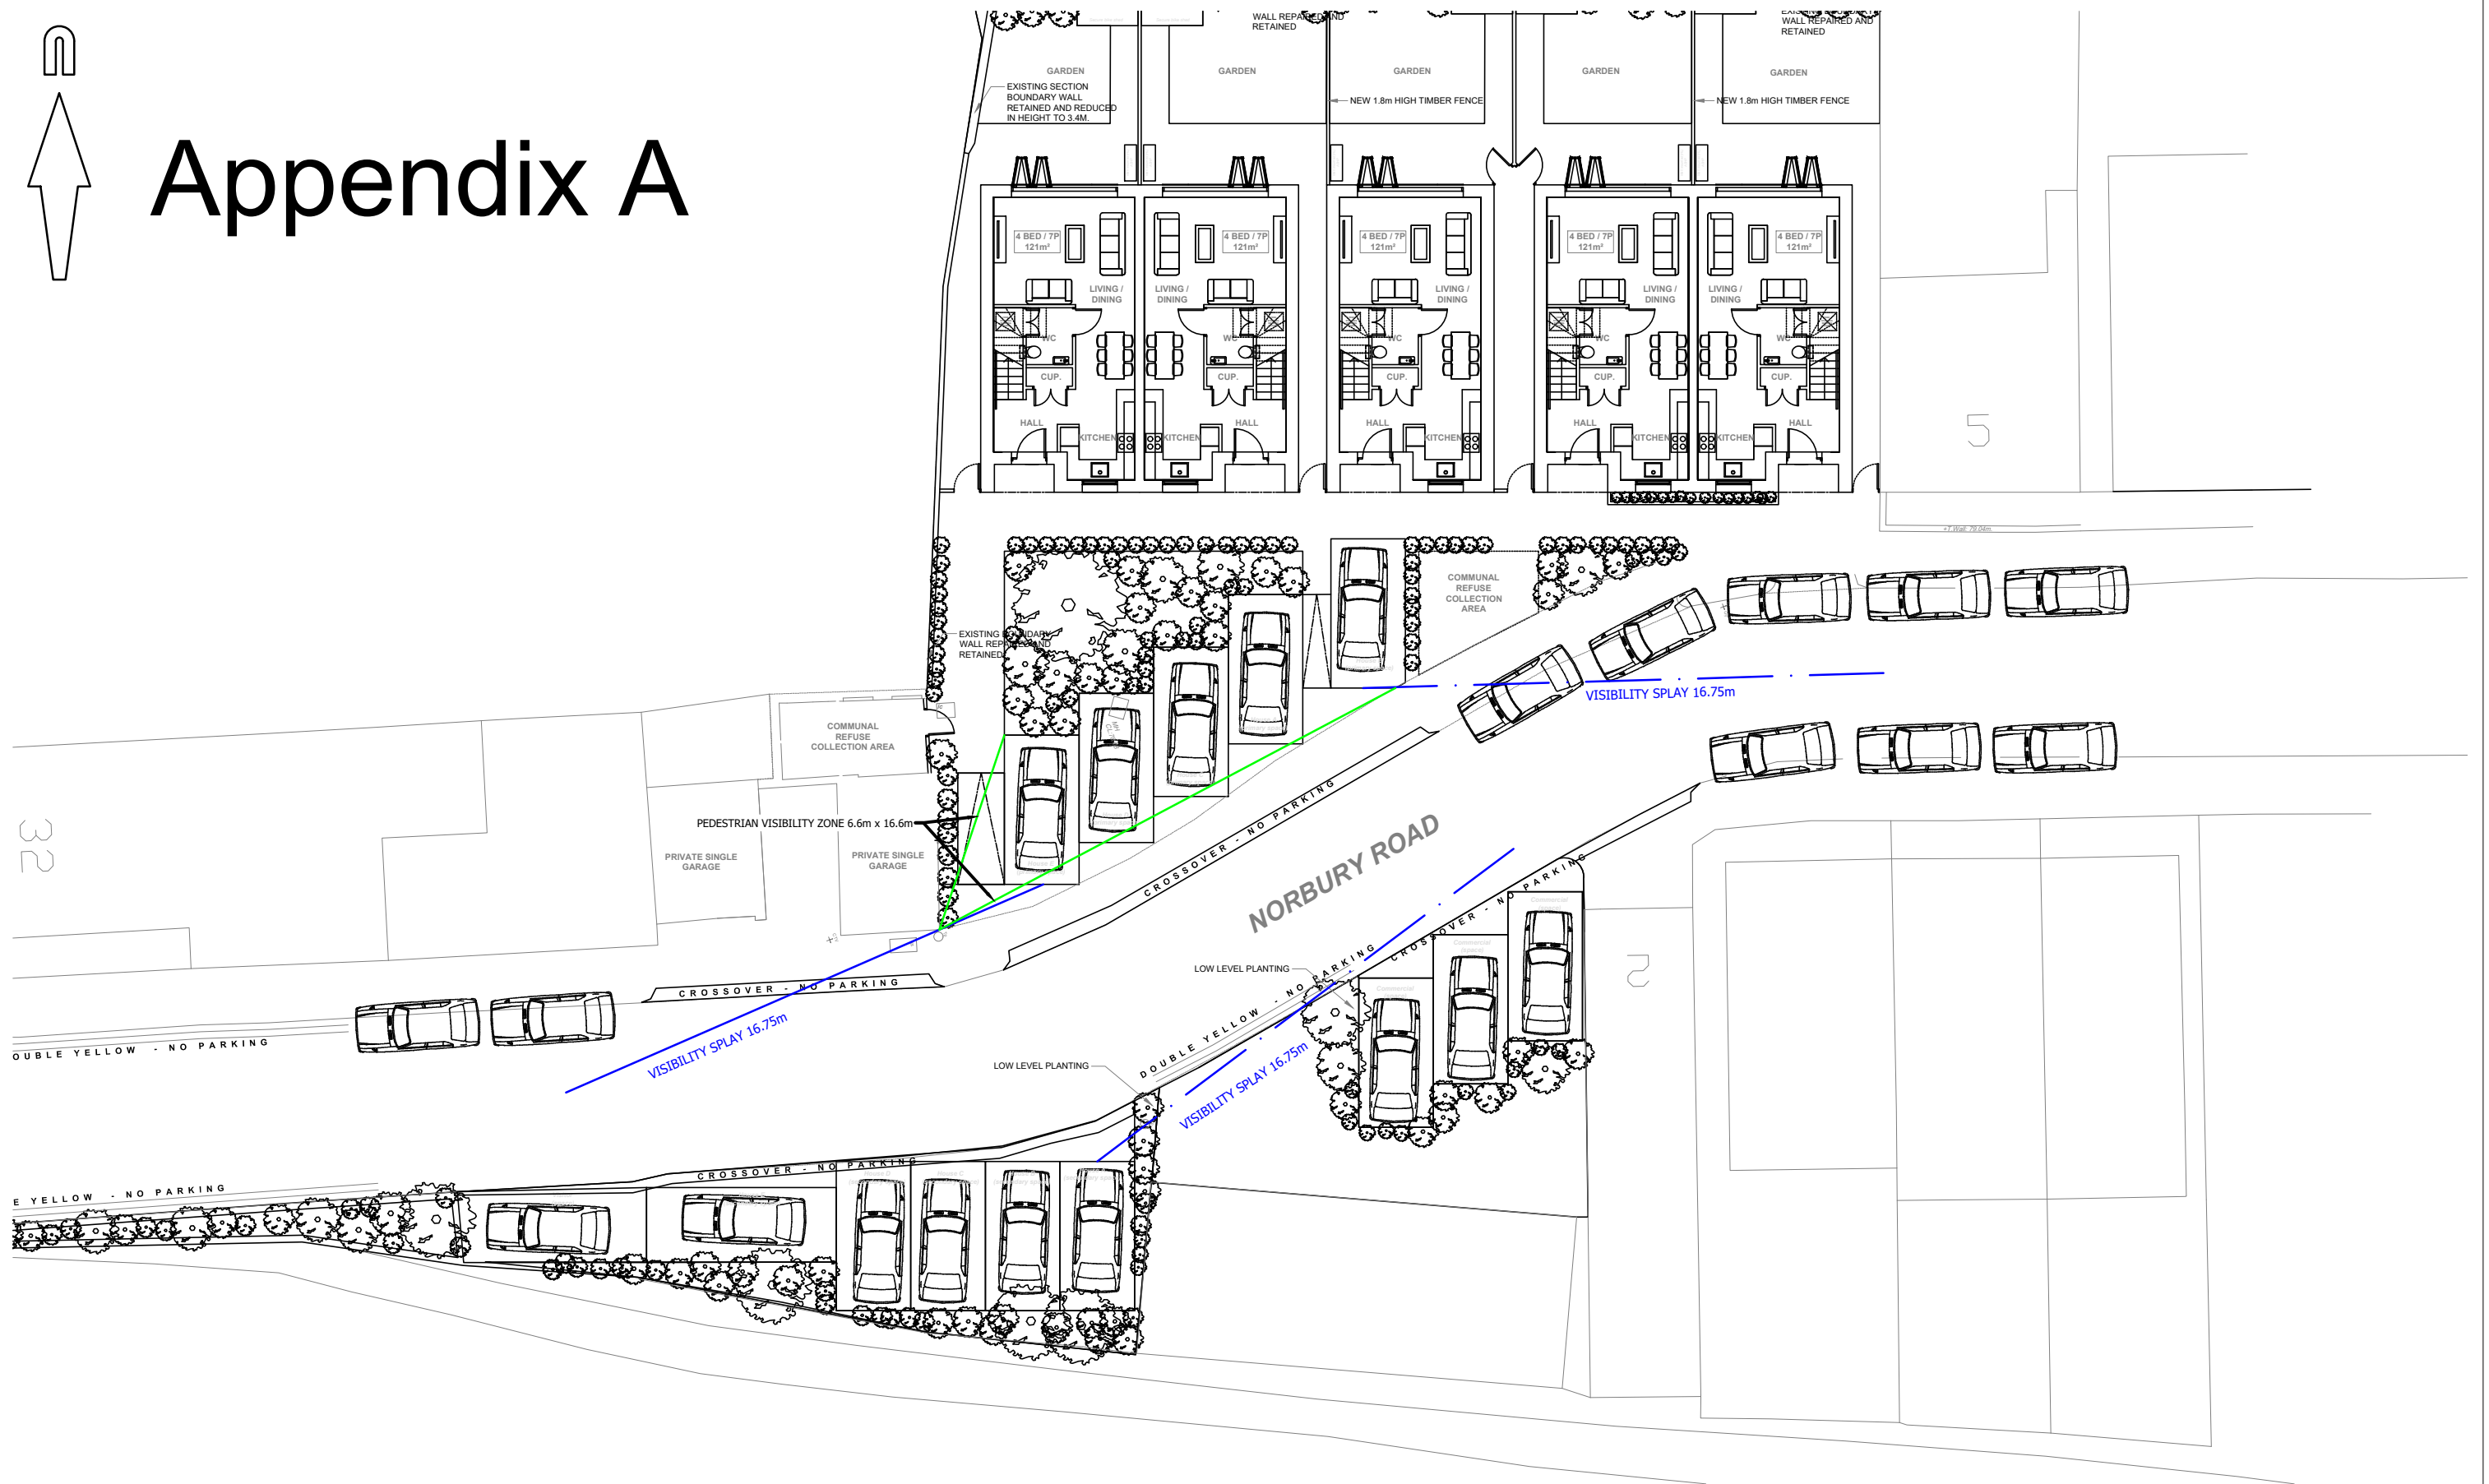 Appendix A
WALL REPAIRED AND
RETAINED
WALL REPAIRED AND
RETAINED
GARDEN
GARDEN
GARDEN
GARDEN
GARDEN
EXISTING SECTION
BOUNDARY WALL
RETAINED AND REDUCED
IN HEIGHT TO 3.4M.
NEW 1.8m HIGH TIMBER FENCE
NEW 1.8m HIGH TIMBER FENCE
4 BED / 7P
121m²
4 BED / 7P
121m²
4 BED / 7P
121m²
4 BED / 7P
121m²
4 BED / 7P
121m²
LIVING /
DINING
LIVING /
DINING
LIVING /
DINING
LIVING /
DINING
LIVING /
DINING
WC
WC
WC
WC
WC
CUP.
CUP.
CUP.
CUP.
CUP.
HALL
KITCHEN
KITCHEN
HALL
HALL
KITCHEN
HALL
KITCHEN
KITCHEN
HALL
5
+T.Wall: 79.04m
COMMUNAL
REFUSE
COLLECTION
AREA
EXISTING BOUNDARY
WALL REPAIRED AND
RETAINED
VISIBILITY SPLAY 16.75m
COMMUNAL
REFUSE
COLLECTION AREA
PEDESTRIAN VISIBILITY ZONE 6.6m x 16.6m
32
PRIVATE SINGLE
GARAGE
PRIVATE SINGLE
GARAGE
CROSSOVER - NO PARKING
NORBURY ROAD
CROSSOVER - NO PARKING
Commercial
Commercial
Commercial
LOW LEVEL PLANTING
2
CROSSOVER - NO PARKING
DOUBLE YELLOW - NO PARKING
VISIBILITY SPLAY 16.75m
VISIBILITY SPLAY 16.75m
OUBLE YELLOW - NO PARKING
LOW LEVEL PLANTING
CROSSOVER - NO PARKING
E YELLOW - NO PARKING